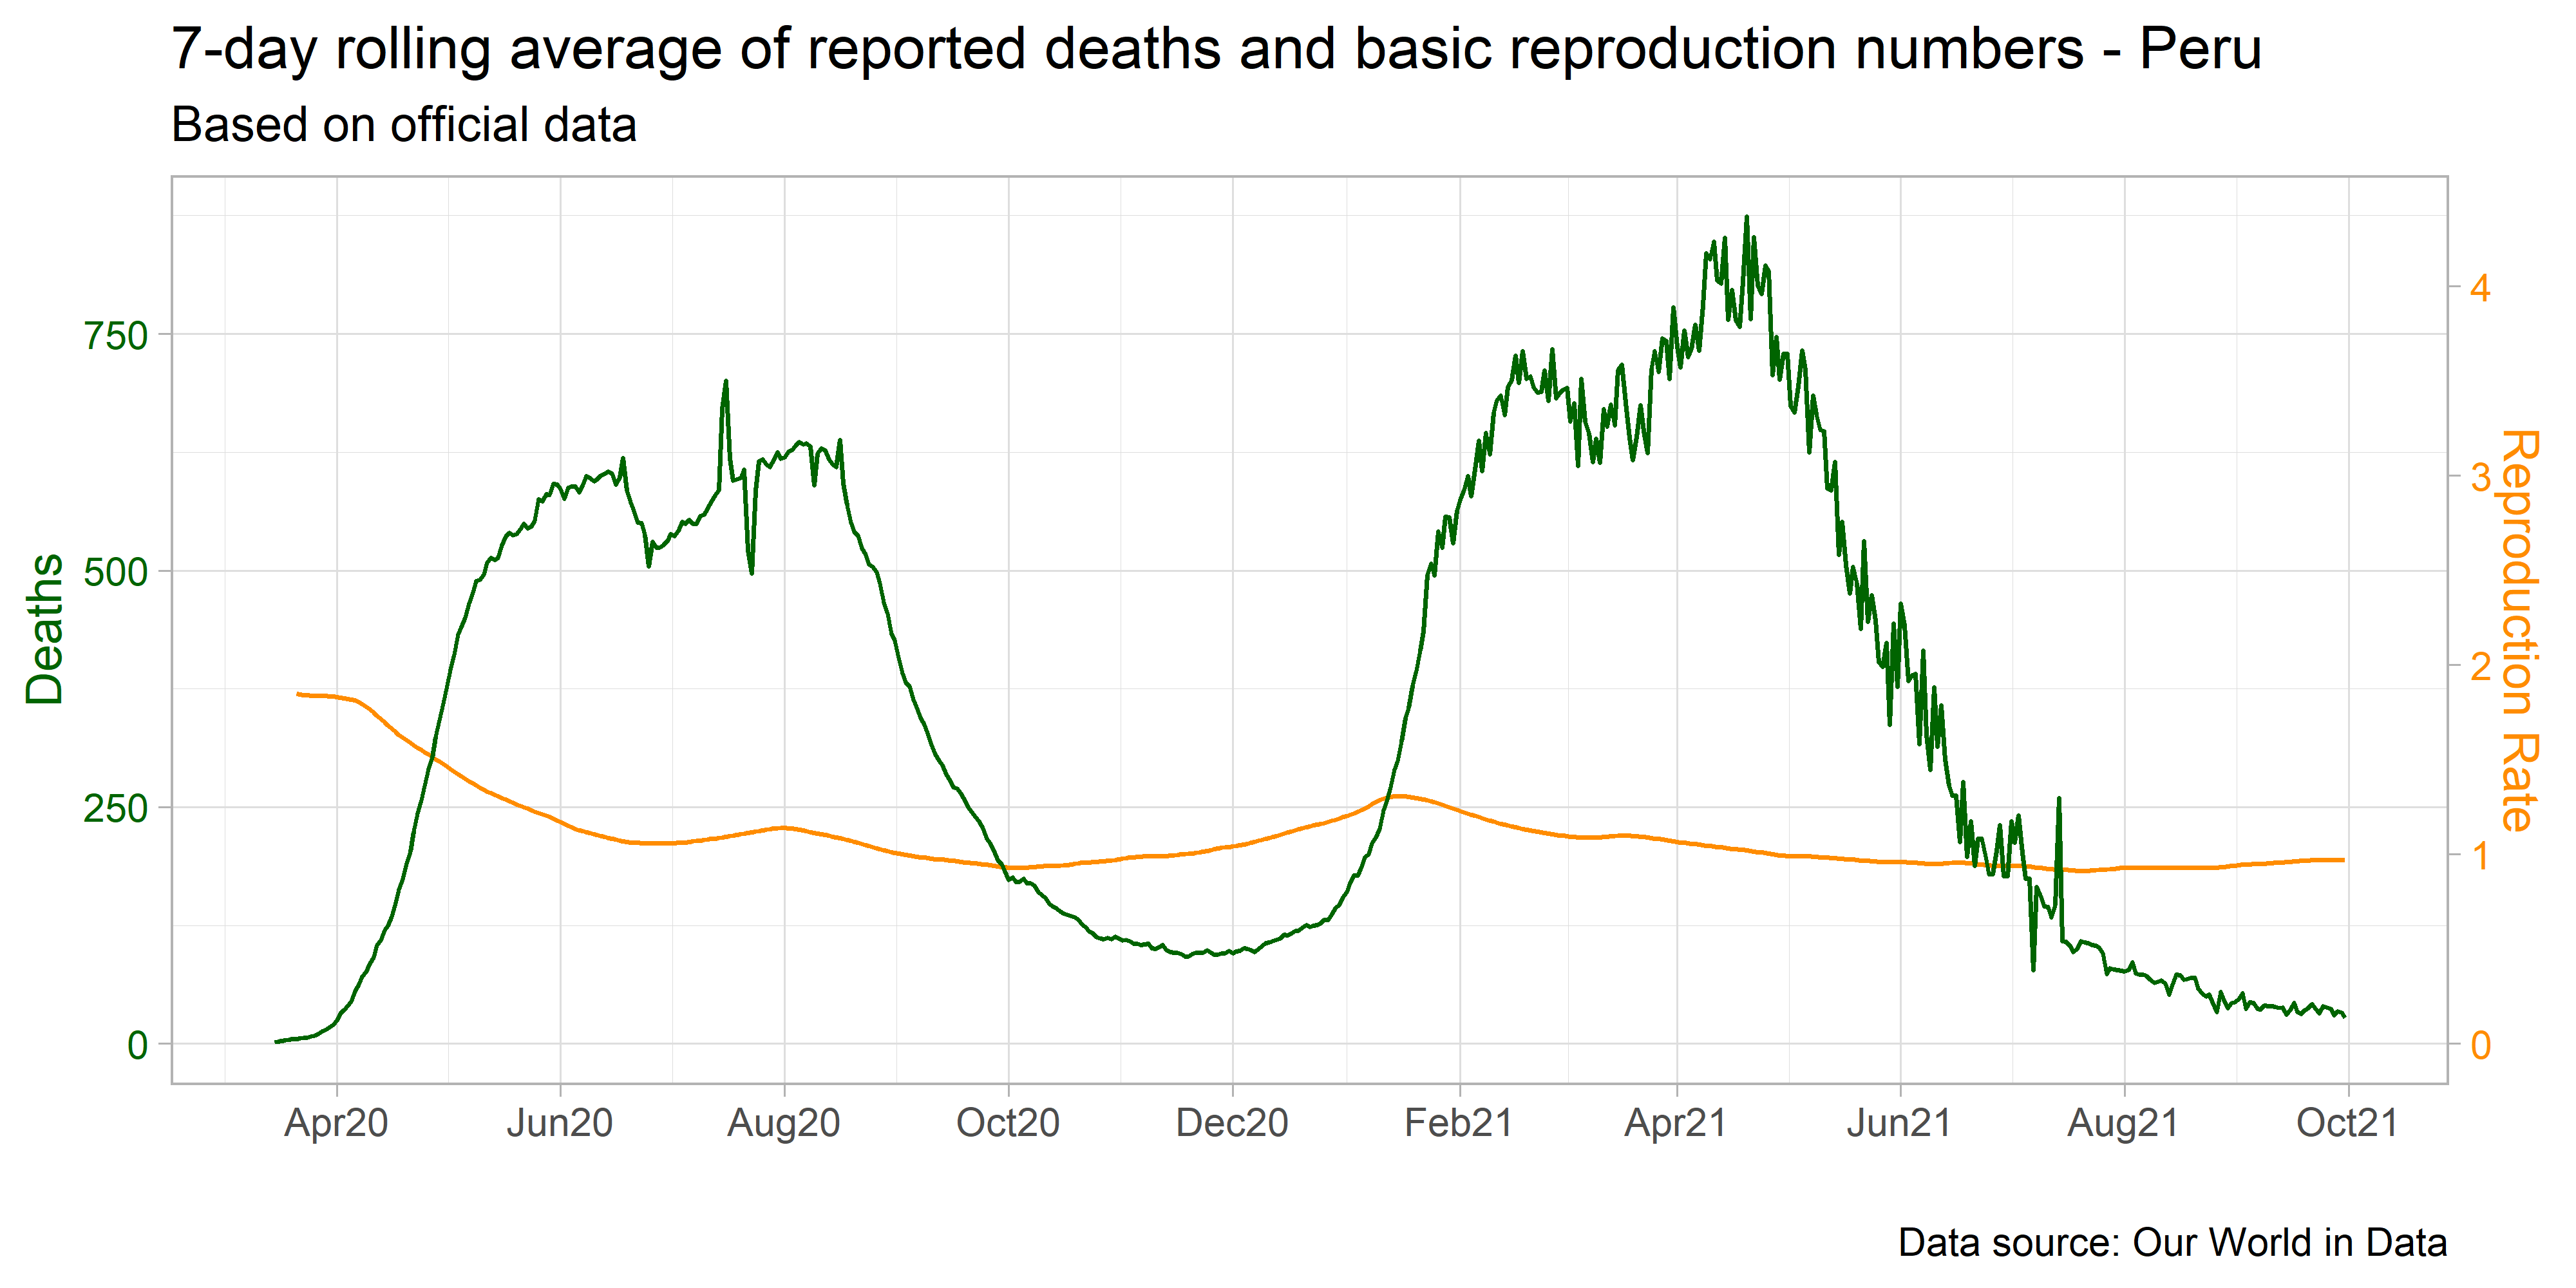 7-day rolling average of reported deaths and basic reproduction numbers - Peru
Based on official data
Deaths
750
500
250
0
4
3
2
1
0
Reproduction Rate
Apr20 Jun20 Aug20 Oct20 Dec20 Feb21 Apr21 Jun21 Aug21 Oct21
Data source: Our World in Data